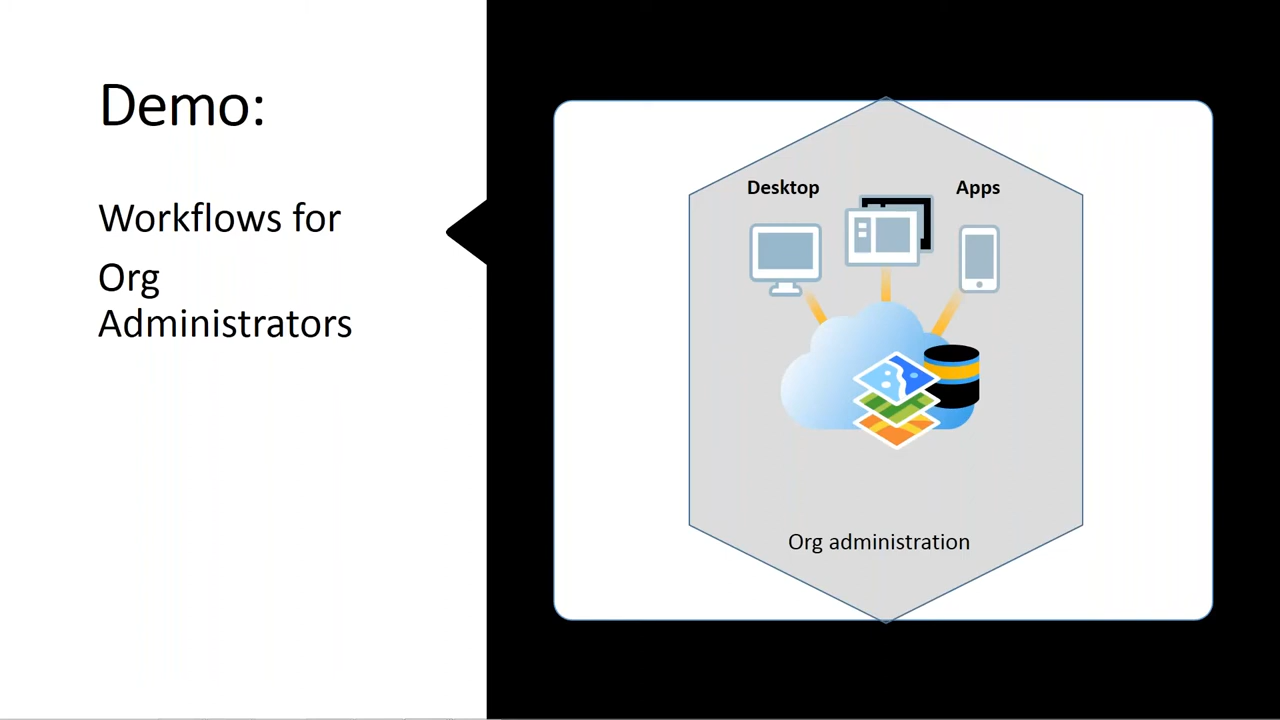 Demo:
Workflows for
Org
Administrators
Desktop
Apps
Org administration